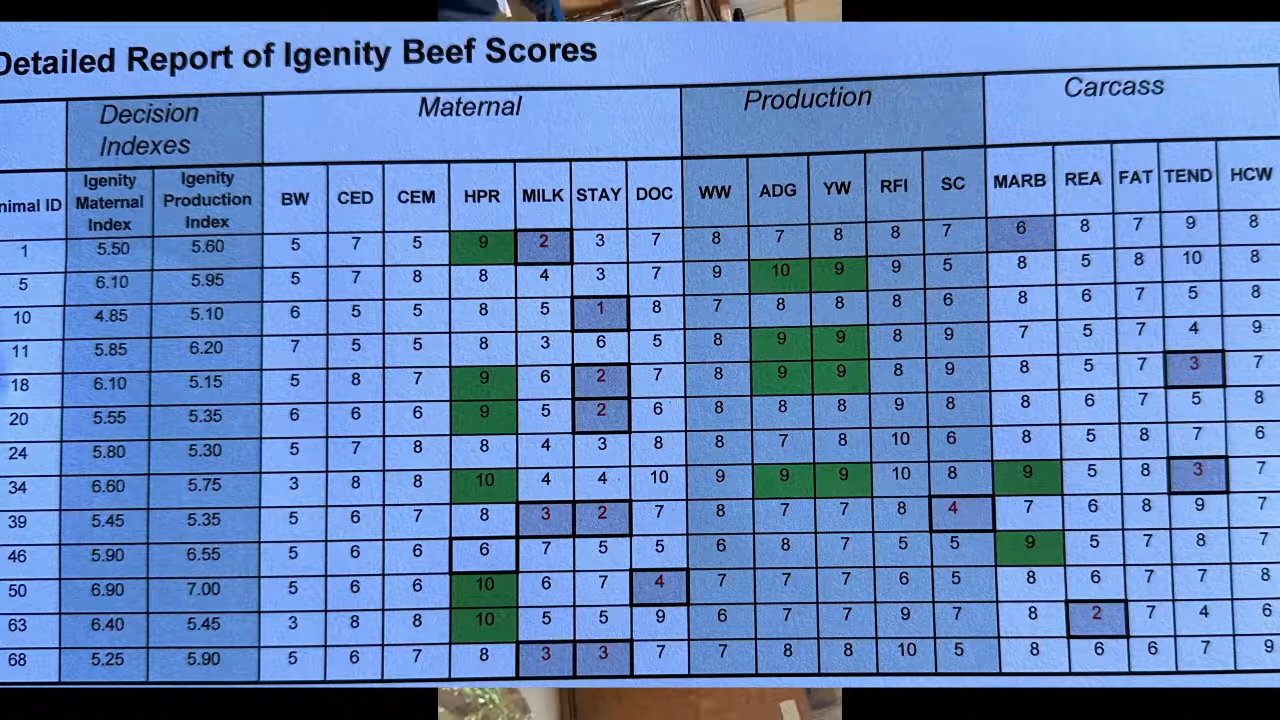 Detailed Report of Igenity Beef Scores
Decision Indexes Maternal Production Carcass
nimal ID Igenity Maternal Index Igenity Production Index BW CED CEM HPR MILK STAY DOC WW ADG YW RFI SC MARB REA FAT TEND HCW
1 5.50 5.60 5 7 5 9 2 3 7 8 7 8 8 7 6 8 7 9 8
5 6.10 5.95 5 7 8 8 4 3 7 9 10 9 9 5 8 5 8 10 8
10 4.85 5.10 6 5 5 8 5 1 8 7 8 8 8 6 8 6 7 5 8
11 5.85 6.20 7 5 5 8 3 6 5 8 9 9 8 9 7 5 7 4 9
18 6.10 5.15 5 8 7 9 6 2 7 8 9 9 8 9 8 5 7 3 7
20 5.55 5.35 6 6 6 9 5 2 6 8 8 8 9 8 8 6 7 5 8
24 5.80 5.30 5 7 8 8 4 3 8 8 7 8 10 6 8 5 8 7 6
34 6.60 5.75 3 8 8 10 4 4 10 9 9 9 10 8 9 5 8 3 7
39 5.45 5.35 5 6 7 8 3 2 7 8 7 7 8 4 7 6 8 9 7
46 5.90 6.55 5 6 6 6 7 5 5 6 8 7 5 5 9 5 7 8 7
50 6.90 7.00 5 6 6 10 6 7 4 7 7 7 6 5 8 6 7 7 8
63 6.40 5.45 3 8 8 10 5 5 9 6 7 7 9 7 8 2 7 4 6
68 5.25 5.90 5 6 7 8 3 3 7 7 8 8 10 5 8 6 6 7 9